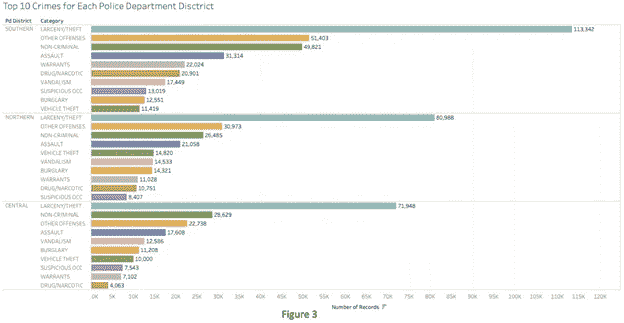 Top 10 Crimes for Each Police Department Disctrict
Pd District Category
SOUTHERN LARCENY/THEFT 113,342
OTHER OFFENSES 51,403
NON-CRIMINAL 49,821
ASSAULT 31,314
WARRANTS 22,024
DRUG/NARCOTIC 20,901
VANDALISM 17,449
SUSPICIOUS OCC 13,019
BURGLARY 12,551
VEHICLE THEFT 11,419
NORTHERN LARCENY/THEFT 80,988
OTHER OFFENSES 30,973
NON-CRIMINAL 26,485
ASSAULT 21,058
VEHICLE THEFT 14,820
VANDALISM 14,533
BURGLARY 14,321
WARRANTS 11,028
DRUG/NARCOTIC 10,751
SUSPICIOUS OCC 8,407
CENTRAL LARCENY/THEFT 71,948
NON-CRIMINAL 28,629
OTHER OFFENSES 22,738
ASSAULT 17,608
VANDALISM 12,586
BURGLARY 11,208
VEHICLE THEFT 10,000
SUSPICIOUS OCC 7,543
WARRANTS 7,102
DRUG/NARCOTIC 4,063
0K 5K 10K 15K 20K 25K 30K 35K 40K 45K 50K 55K 60K 65K 70K 75K 80K 85K 90K 95K 100K 105K 110K 115K 120K
Number of Records
Figure 3